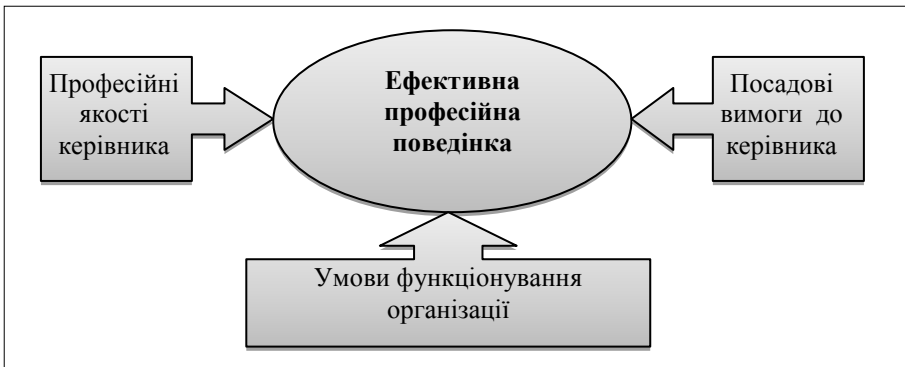 Професійні
якості
керівника
Ефективна
професійна
поведінка
Посадові
вимоги до
керівника
Умови функціонування
організації